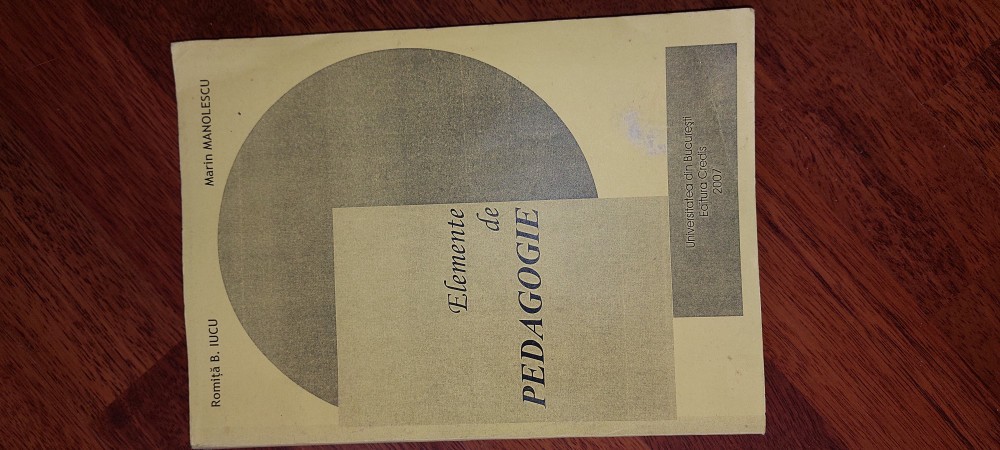 Romiță B. IUCU
Marin MANOLESCU
Elemente
de
PEDAGOGIE
Universitatea din București
Editura Credis
2007